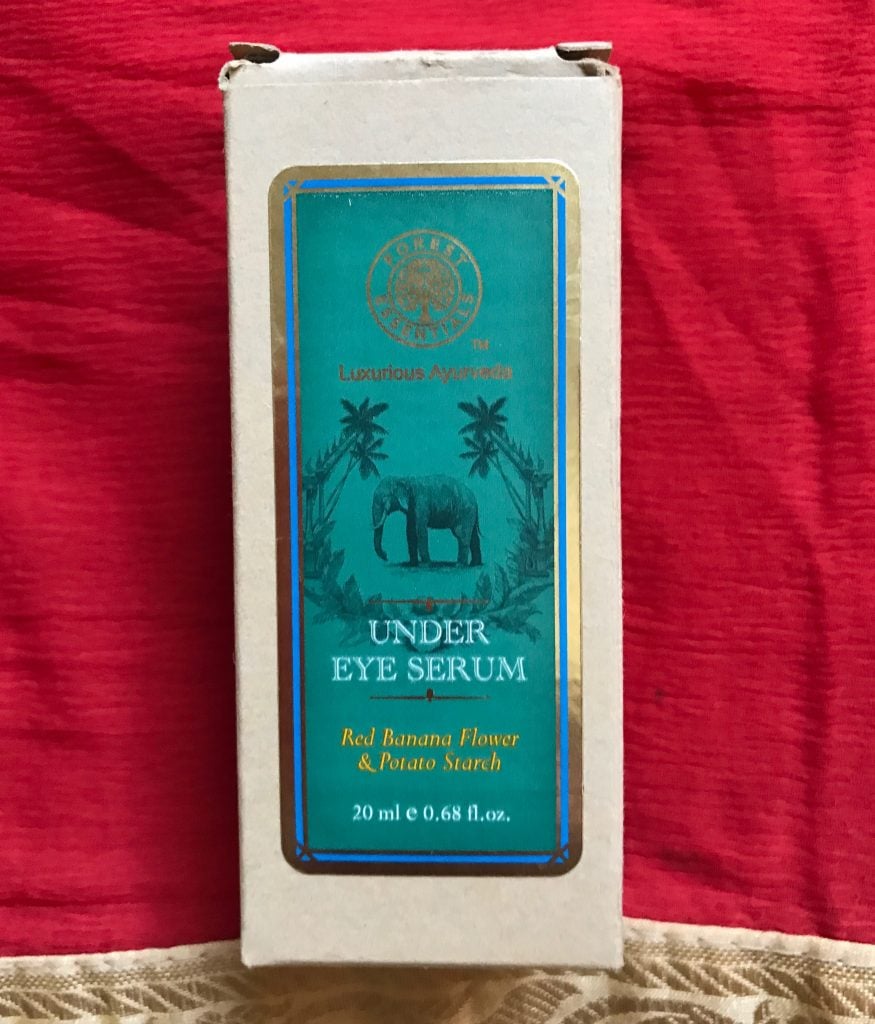 FOREST
ESSENTIALS
TM
Luxurious Ayurveda
UNDER
EYE SERUM
Red Banana Flower
& Potato Starch
20 ml e 0.68 fl.oz.